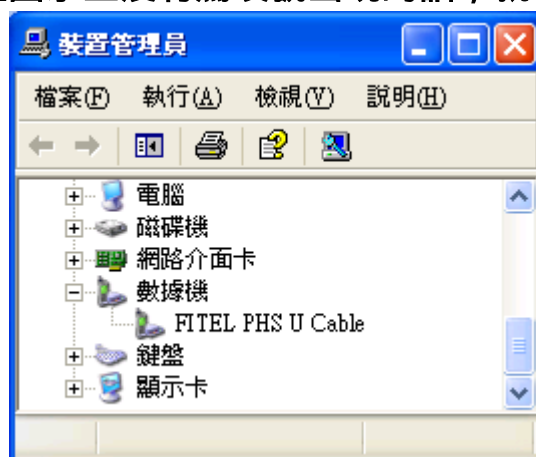 裝置管理員
檔案(F) 執行(A) 檢視(V) 說明(H)
電腦
磁碟機
網路介面卡
數據機
FITEL PHS U Cable
鍵盤
顯示卡